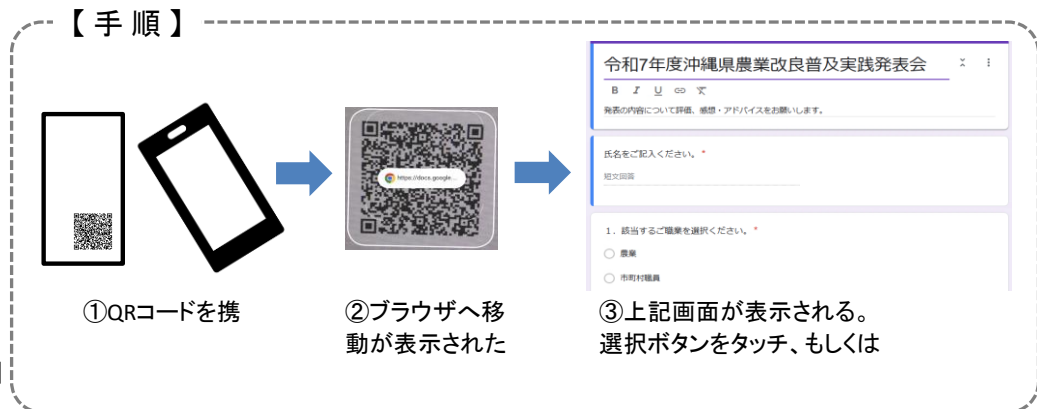 【 手 順 】
令和7年度沖縄県農業改良普及実践発表会
B I U
発表の内容について評価、感想・アドバイスをお願いします。
氏名をご記入ください。 *
短文回答
1．該当するご職業を選択ください。 *
農業
市町村職員
https://docs.google...
①QRコードを携
②ブラウザへ移
動が表示された
③上記画面が表示される。
選択ボタンをタッチ、もしくは